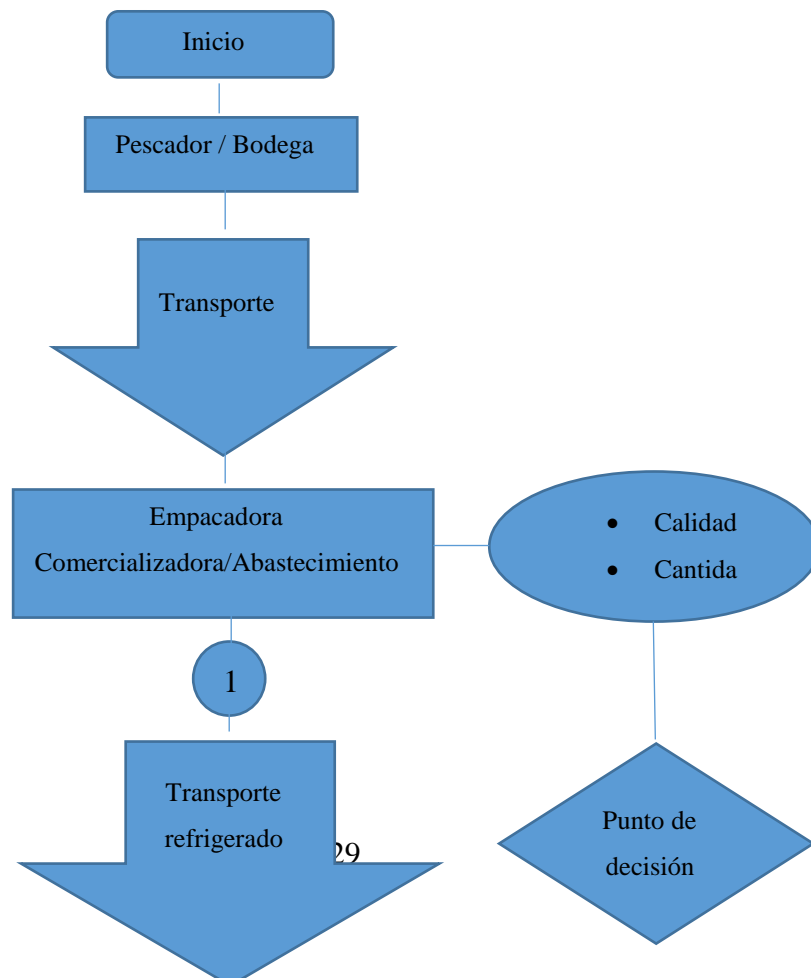 Inicio
Pescador / Bodega
Transporte
Empacadora
Comercializadora/Abastecimiento
• Calidad
• Cantida
1
Transporte
refrigerado
Punto de
decisión
29